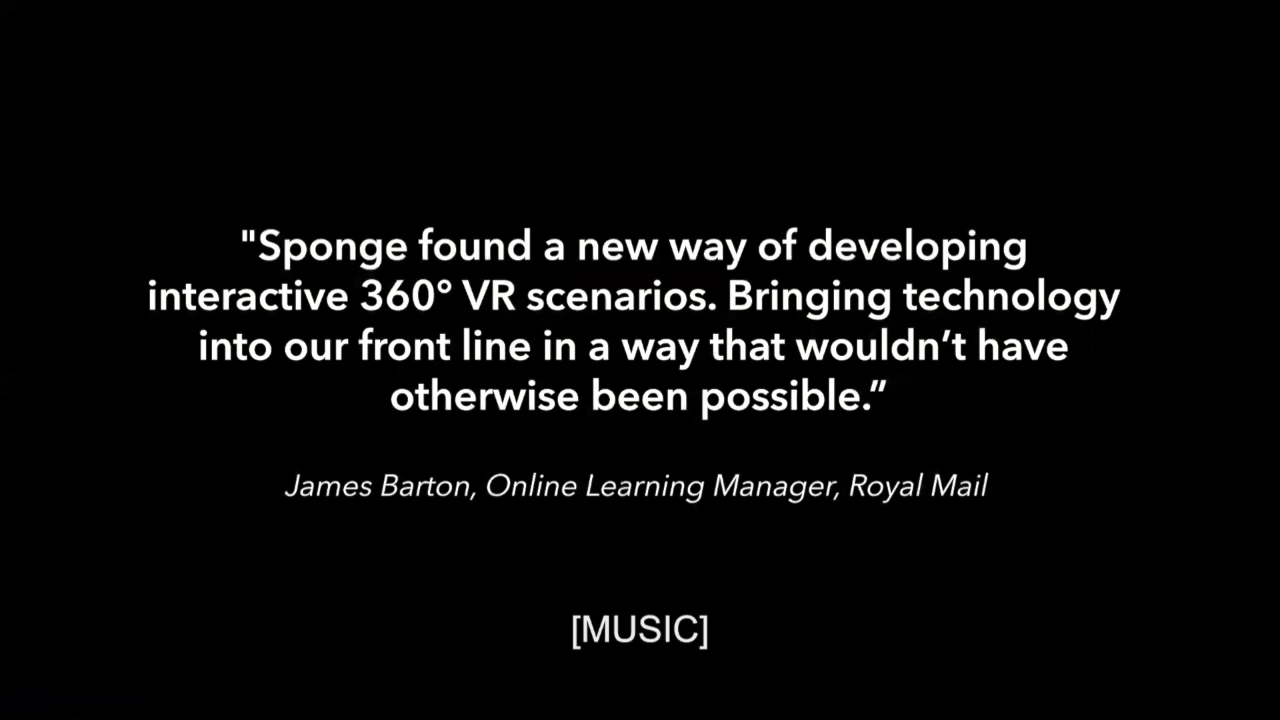 "Sponge found a new way of developing
interactive 360° VR scenarios. Bringing technology
into our front line in a way that wouldn’t have
otherwise been possible.”
James Barton, Online Learning Manager, Royal Mail
[MUSIC]